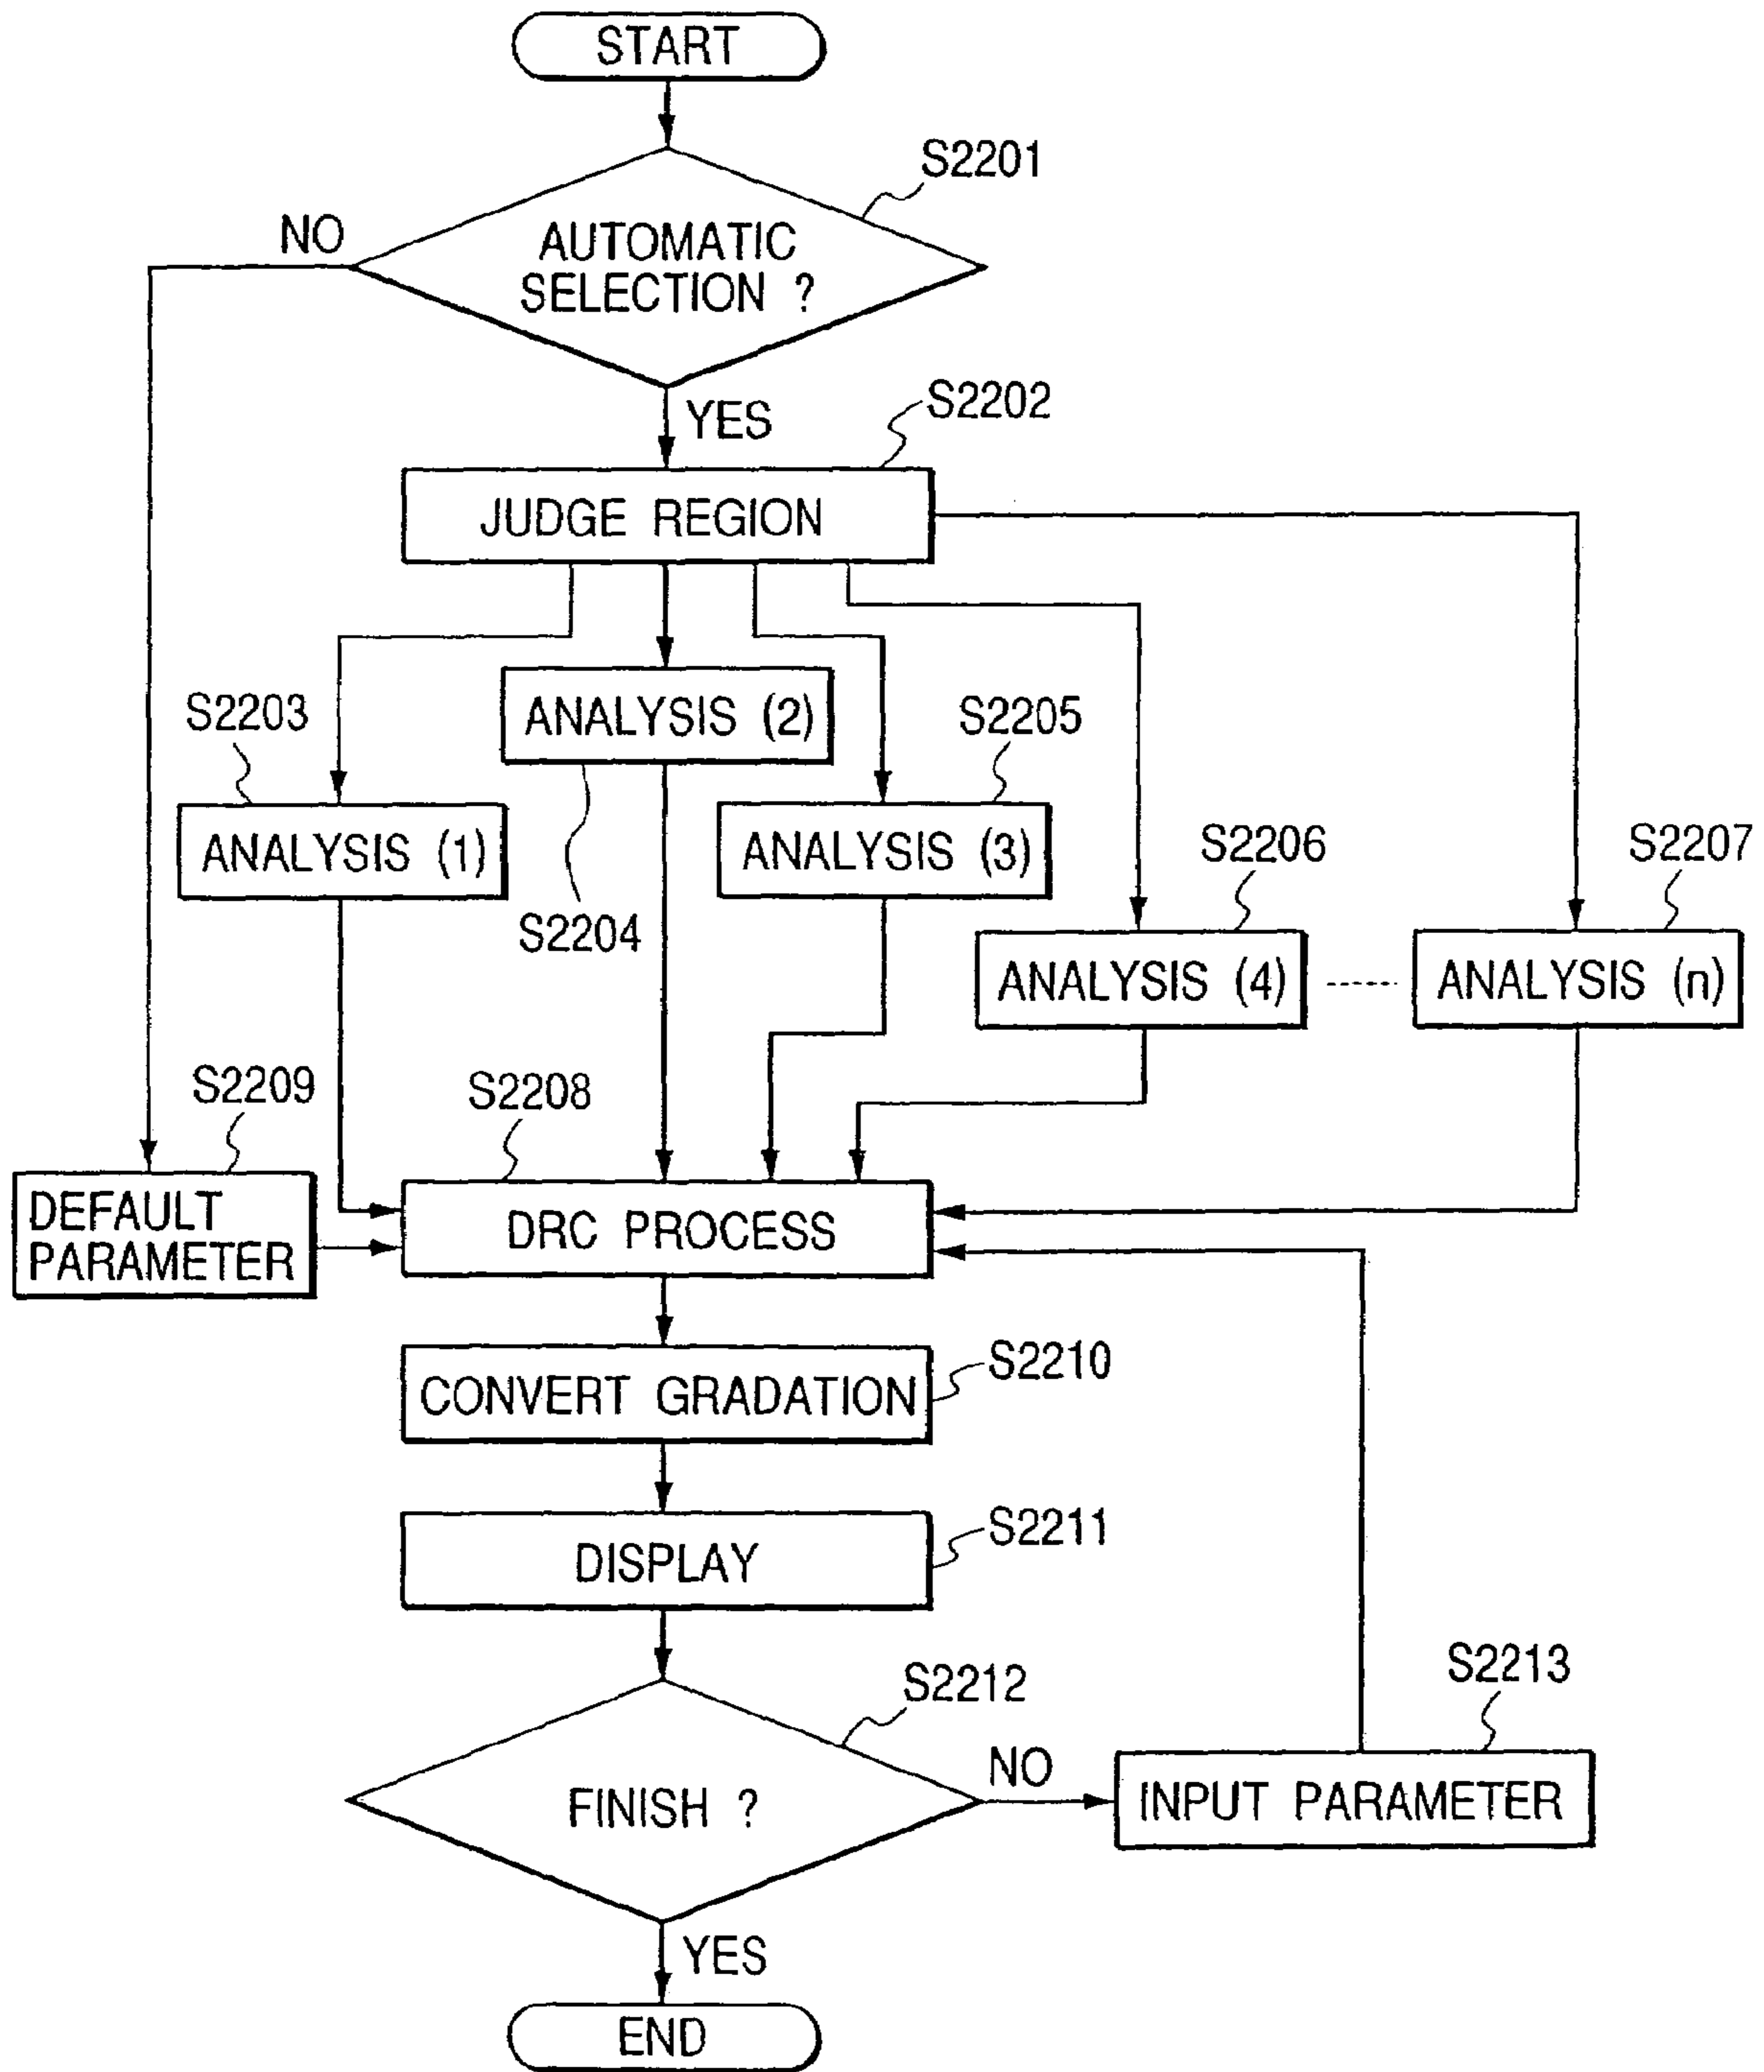 START
S2201
NO
AUTOMATIC
SELECTION ?
YES
S2202
JUDGE REGION
S2203
ANALYSIS (2)
S2205
ANALYSIS (1)
ANALYSIS (3)
S2206
S2207
S2204
ANALYSIS (4)
ANALYSIS (n)
S2209
S2208
DEFAULT
PARAMETER
DRC PROCESS
S2210
CONVERT GRADATION
S2211
DISPLAY
S2212
S2213
NO
FINISH ?
INPUT PARAMETER
YES
END